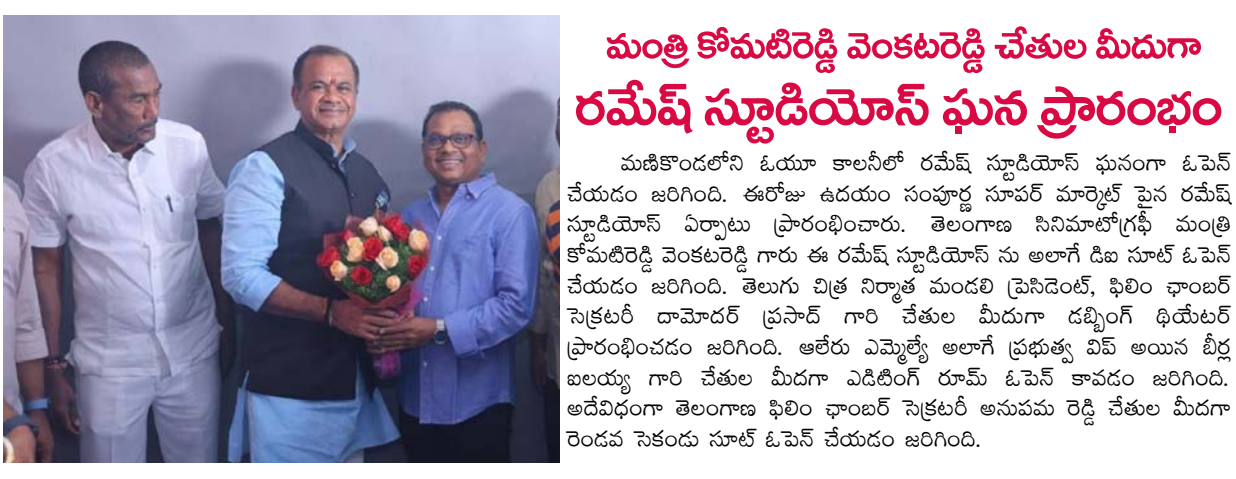 మంత్రి కోమటిరెడ్డి వెంకటరెడ్డి చేతుల మీదుగా
రమేష్ స్టూడియోస్ ఘన ప్రారంభం
మణికొండలోని ఓయూ కాలనీలో రమేష్ స్టూడియోస్ ఘనంగా ఓపెన్
చేయడం జరిగింది. ఈరోజు ఉదయం సంపూర్ణ సూపర్ మార్కెట్ పైన రమేష్
స్టూడియోస్ ఏర్పాటు ప్రారంభించారు. తెలంగాణ సినిమాటోగ్రఫీ మంత్రి
కోమటిరెడ్డి వెంకటరెడ్డి గారు ఈ రమేష్ స్టూడియోస్ ను అలాగే డిఐ సూట్ ఓపెన్
చేయడం జరిగింది. తెలుగు చిత్ర నిర్మాత మండలి ప్రెసిడెంట్, ఫిలిం ఛాంబర్
సెక్రటరీ దామోదర్ ప్రసాద్ గారి చేతుల మీదుగా డబ్బింగ్ థియేటర్
ప్రారంభించడం జరిగింది. ఆలేరు ఎమ్మెల్యే అలాగే ప్రభుత్వ విప్ అయిన బీర్ల
ఐలయ్య గారి చేతుల మీదగా ఎడిటింగ్ రూమ్ ఓపెన్ కావడం జరిగింది.
అదేవిధంగా తెలంగాణ ఫిలిం ఛాంబర్ సెక్రటరీ అనుపమ రెడ్డి చేతుల మీదగా
రెండవ సెకండు సూట్ ఓపెన్ చేయడం జరిగింది.